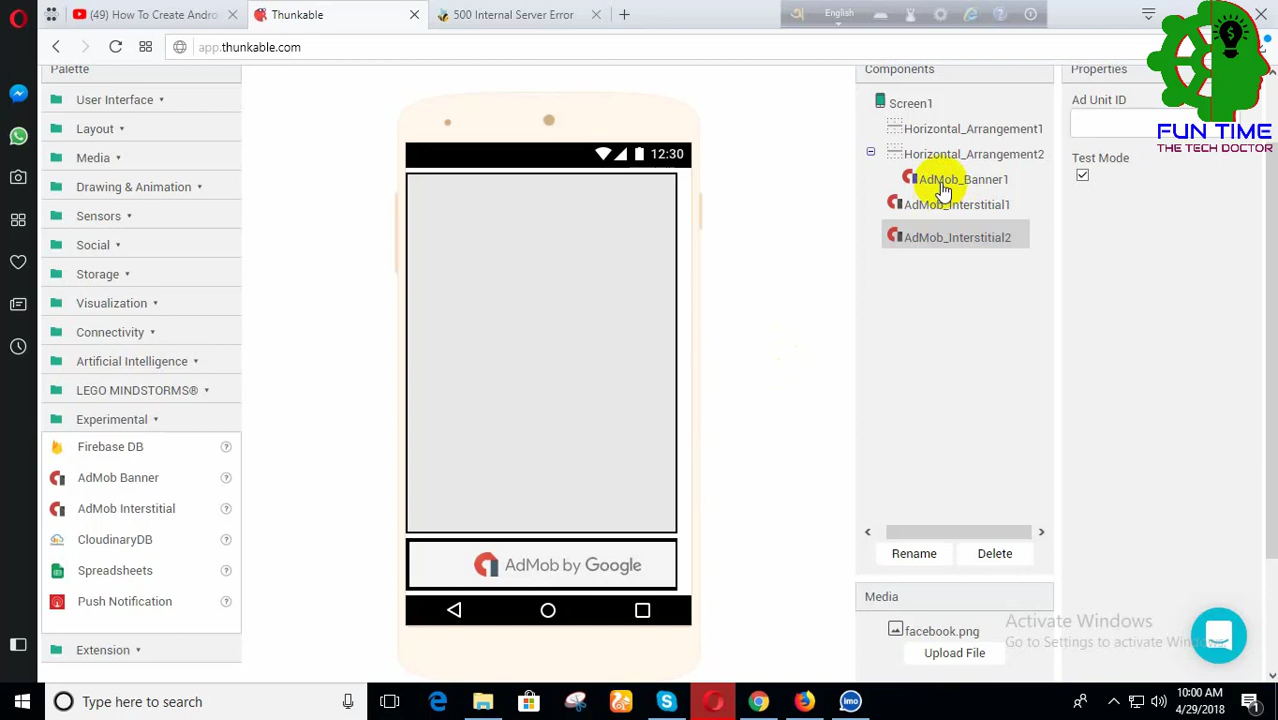 (49) HowTo Create Andro
Thunkable
500 Internal Server Error
English
app.thunkable.com
Palette
User Interface
Layout
Media
Drawing & Animation
Sensors
Social
Storage
Visualization
Connectivity
Artificial Intelligence
LEGO MINDSTORMS®
Experimental
Firebase DB
AdMob Banner
AdMob Interstitial
CloudinaryDB
Spreadsheets
Push Notification
Extension
12:30
AdMob by Google
Components
Screen1
Horizontal_Arrangement1
Horizontal_Arrangement2
AdMob_Banner1
AdMob_Interstitial1
AdMob_Interstitial2
Rename
Delete
Media
facebook.png
Upload File
Properties
Ad Unit ID
Test Mode
FUN TIME
THE TECH DOCTOR
Activate Windows
Go to Settings to activate Windows.
Type here to search
10:00 AM
4/29/2018